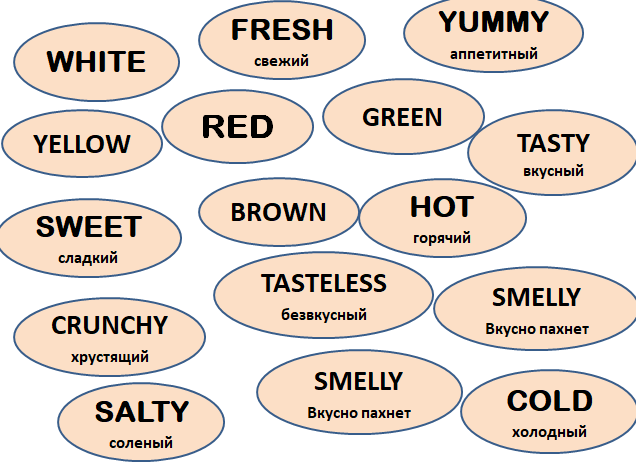 WHITE
FRESH
свежий
YUMMY
аппетитный
YELLOW
RED
GREEN
TASTY
вкусный
SWEET
сладкий
BROWN
HOT
горячий
TASTELESS
безвкусный
SMELLY
Вкусно пахнет
CRUNCHY
хрустящий
SMELLY
Вкусно пахнет
SALTY
соленый
COLD
холодный